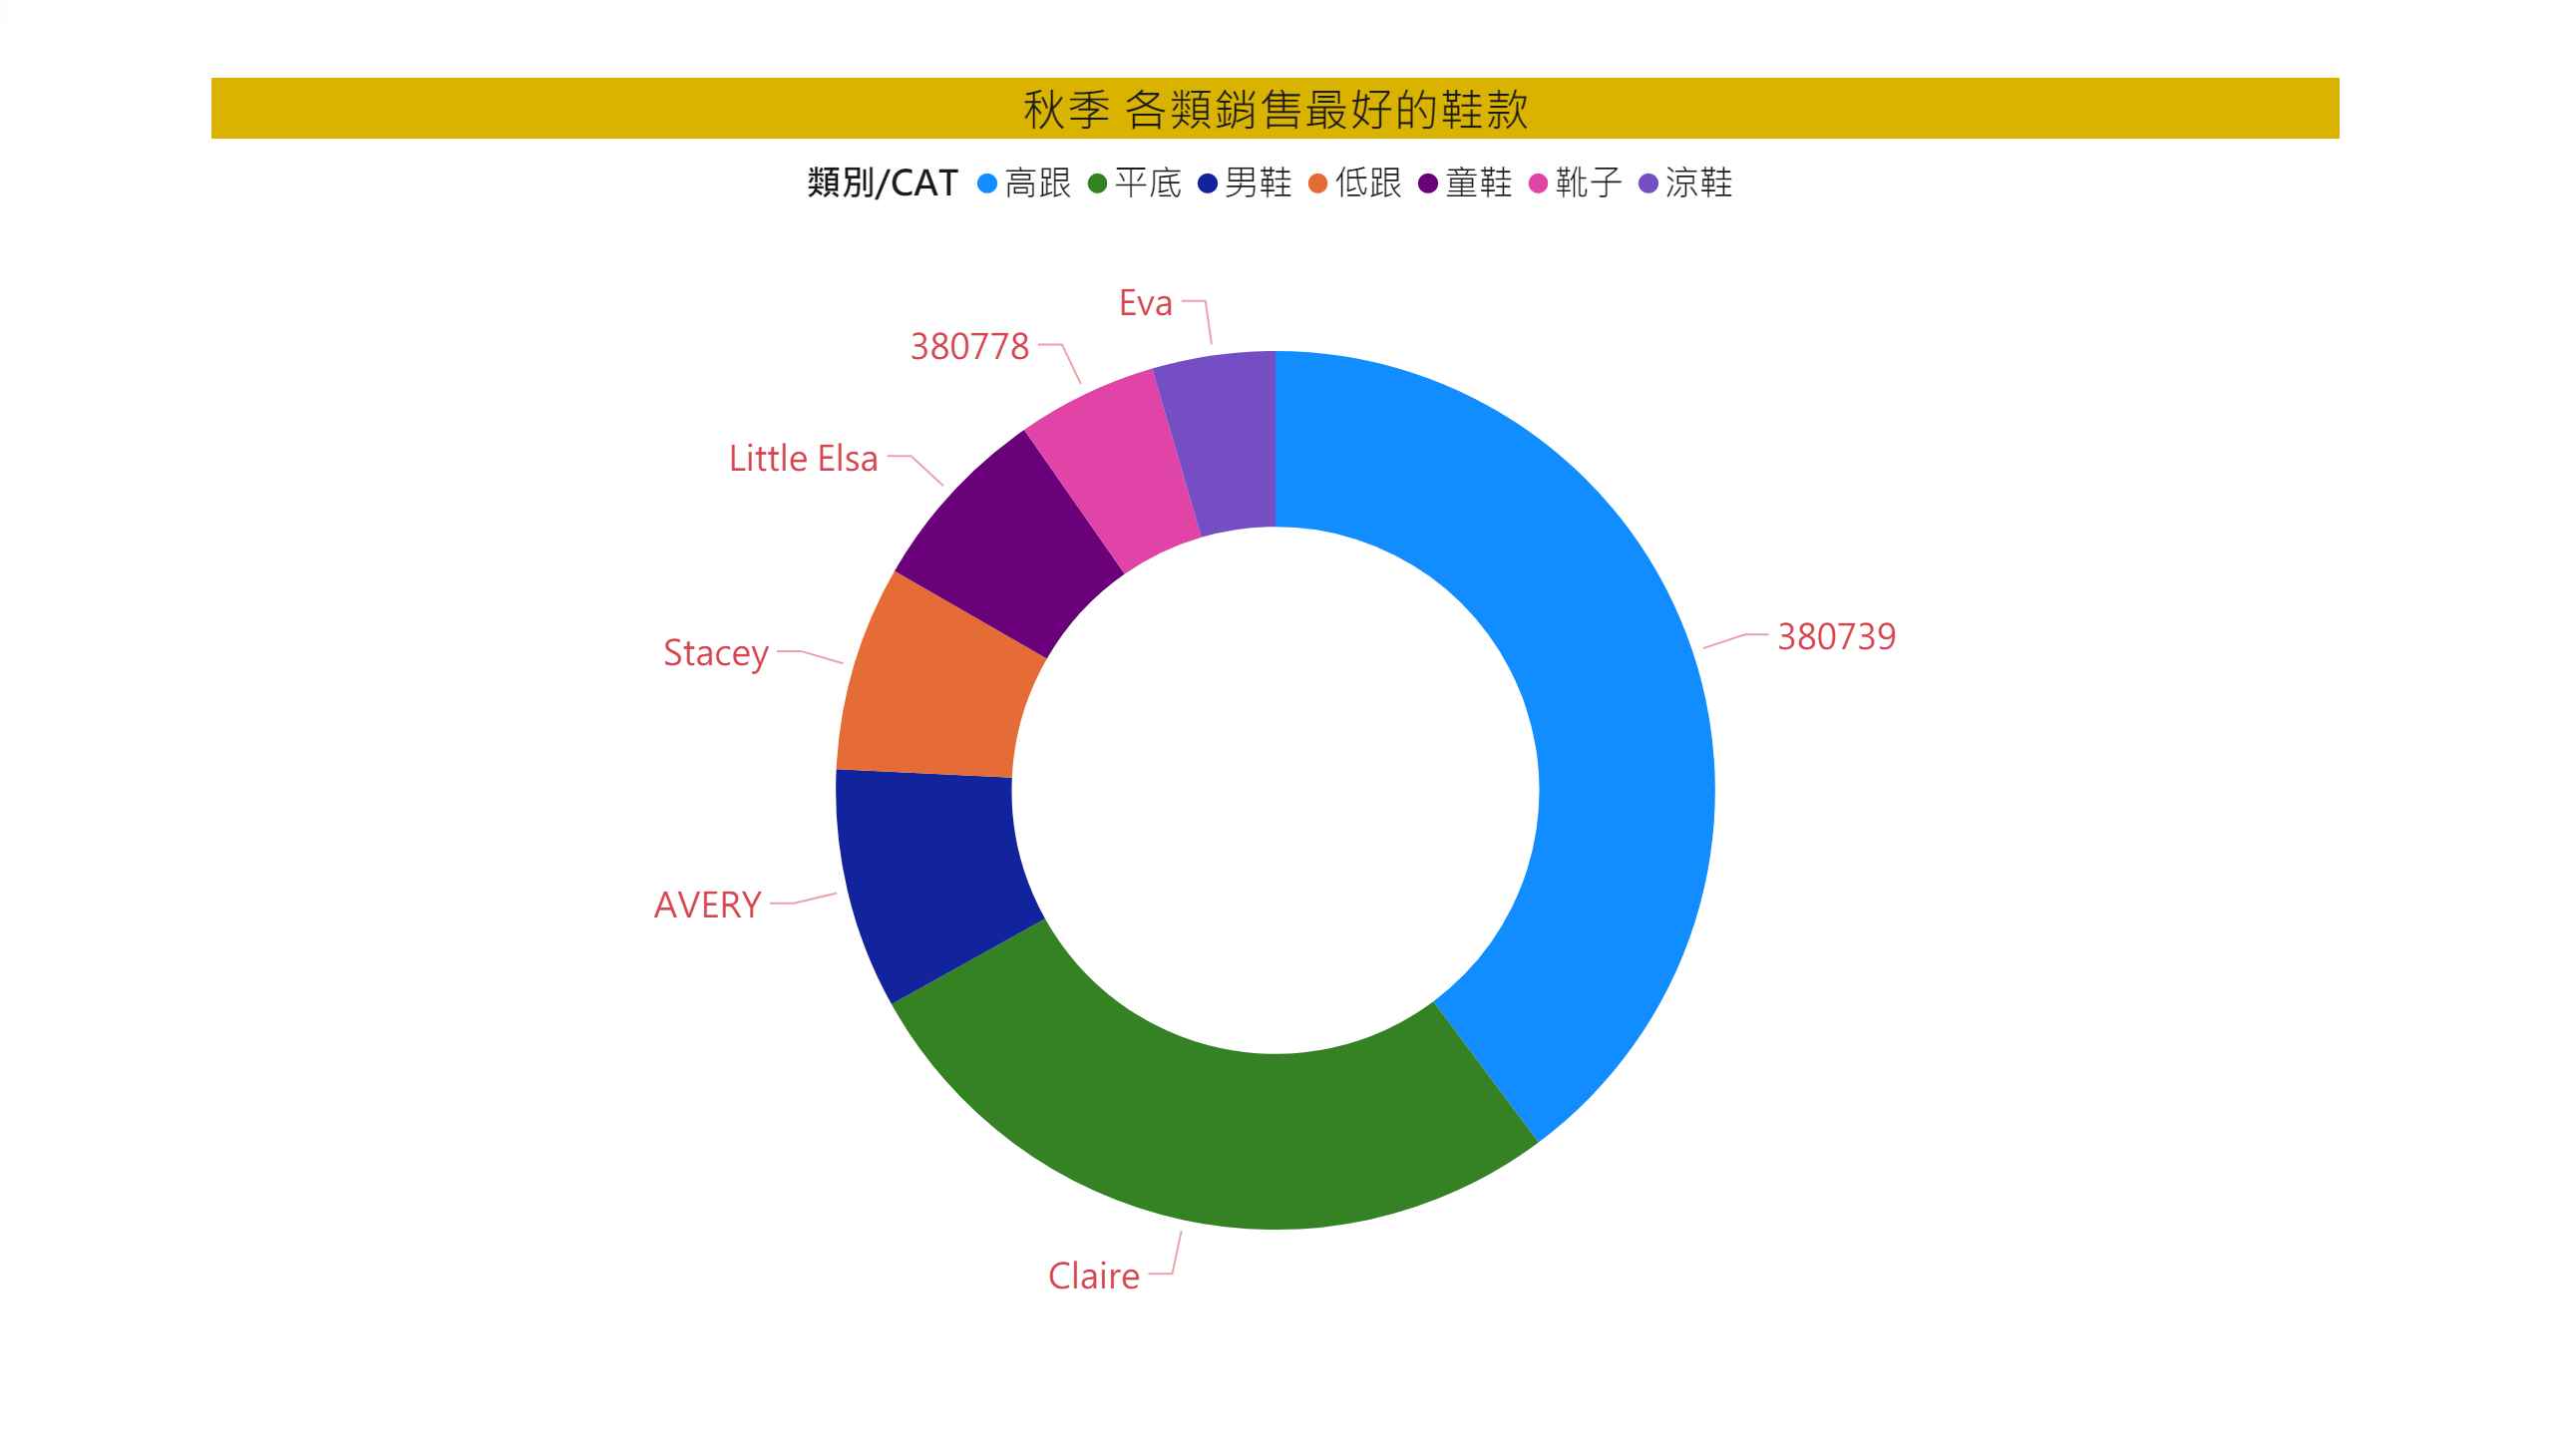 秋季 各類銷售最好的鞋款
類別/CAT 高跟 平底 男鞋 低跟 童鞋 靴子 涼鞋
Eva
380778
Little Elsa
380739
Stacey
AVERY
Claire